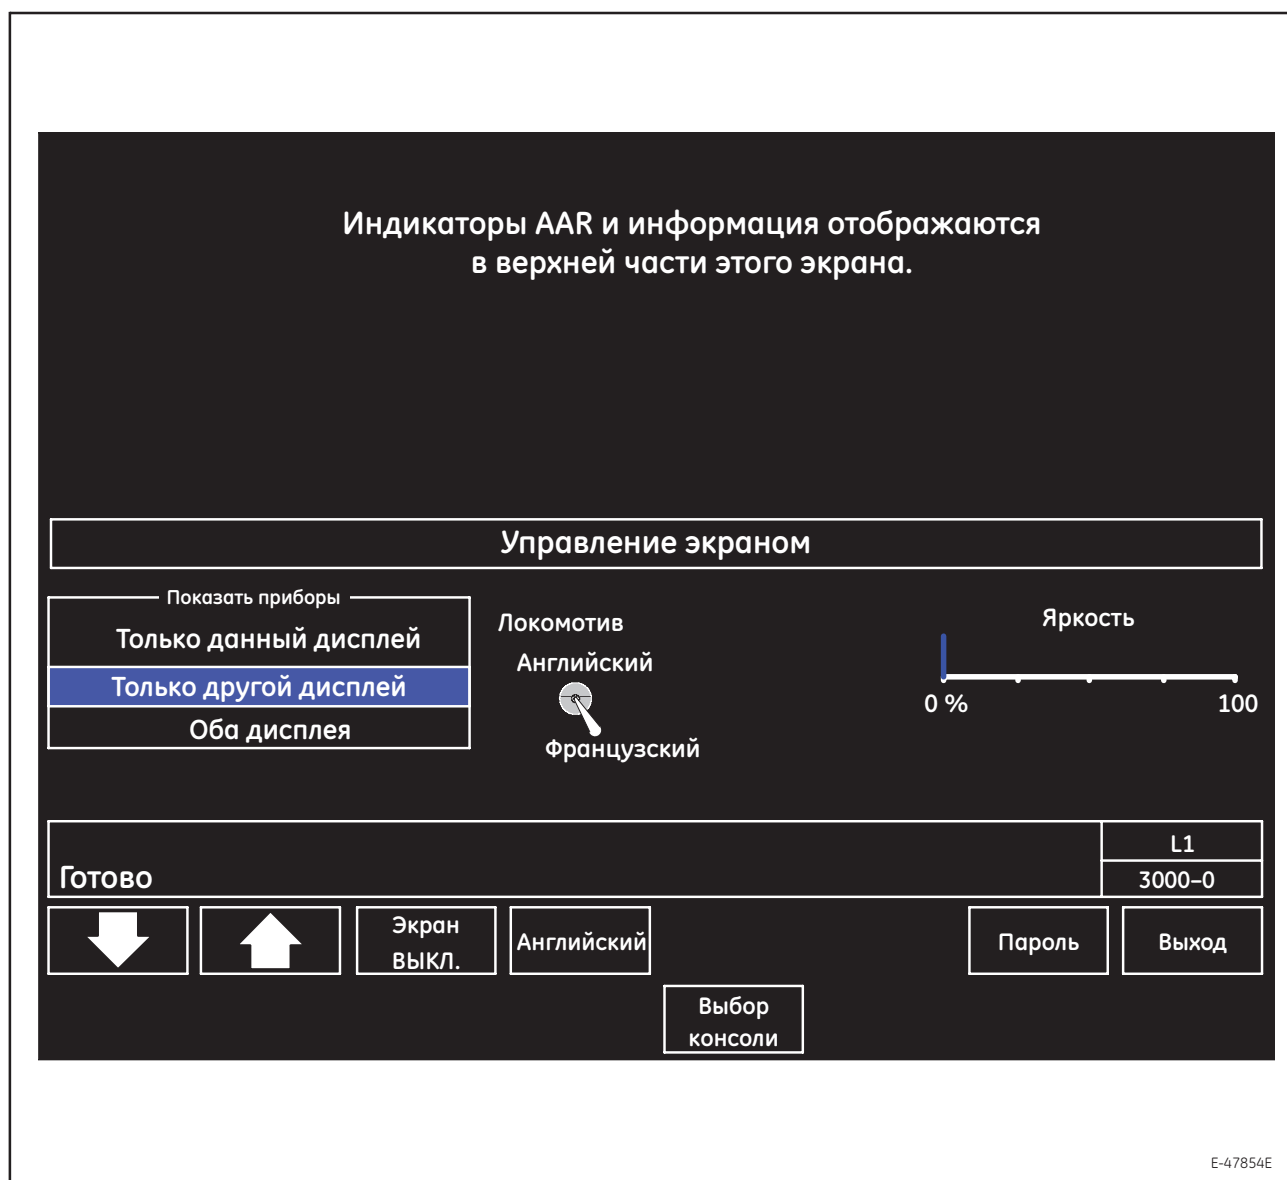 Индикаторы AAR и информация отображаются
в верхней части этого экрана.
Управление экраном
Показать приборы
Только данный дисплей
Только другой дисплей
Оба дисплея
Локомотив
Английский
Французский
Яркость
0 %
100
Готово
L1
3000–0
Экран
ВЫКЛ.
Английский
Пароль
Выход
Выбор
консоли
E-47854E